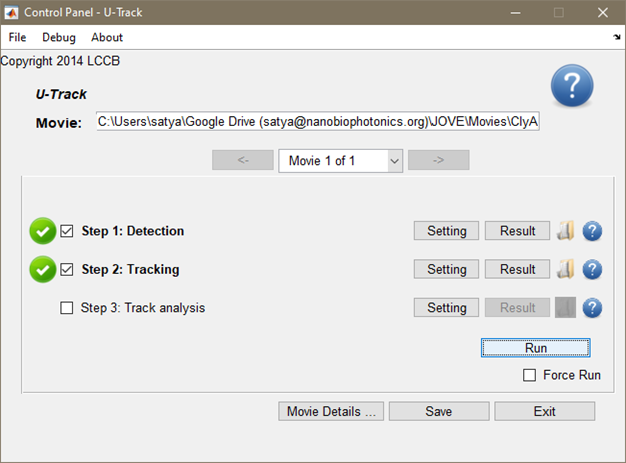 Control Panel - U-Track
File Debug About
Copyright 2014 LCCB
U-Track
Movie: C:\Users\satya\Google Drive (satya@nanobiophotonics.org)\JOVE\Movies\ClyA
<- Movie 1 of 1 ->
Step 1: Detection Setting Result ?
Step 2: Tracking Setting Result ?
Step 3: Track analysis Setting Result ?
Run
Force Run
Movie Details ... Save Exit